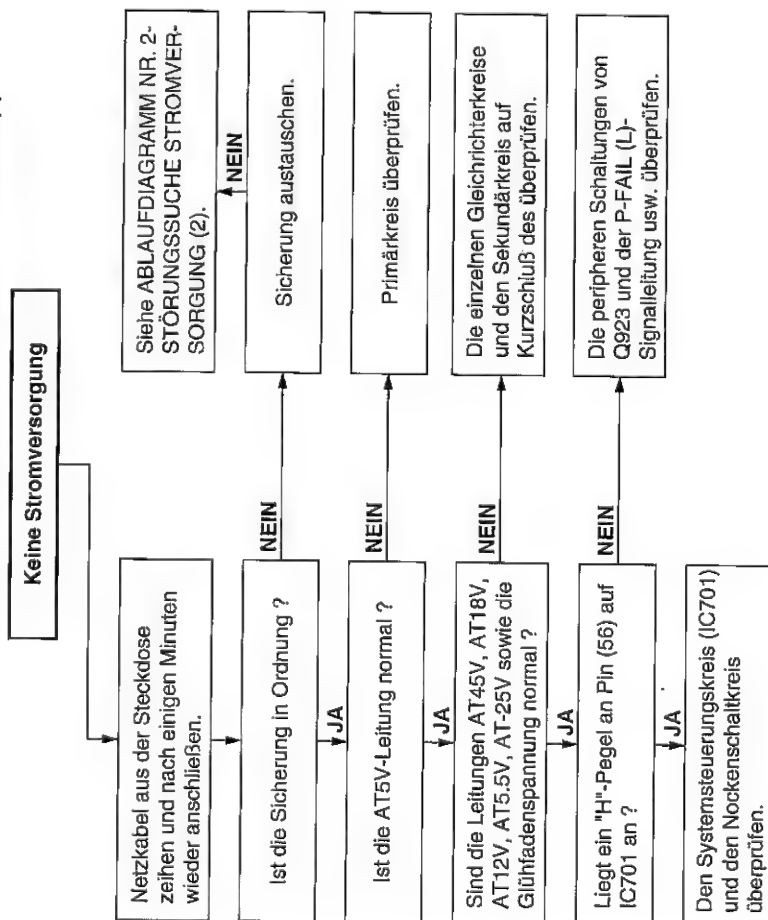 Keine Stromversorgung
Netzkabel aus der Steckdose
zeihen und nach einigen Minuten
wieder anschließen.
Ist die Sicherung in Ordnung ?
NEIN
Sicherung austauschen.
NEIN
Siehe ABLAUFDIAGRAMM NR. 2-
STÖRUNGSSUCHE STROMVER-
SORGUNG (2).
JA
Ist die AT5V-Leitung normal ?
NEIN
Primärkreis überprüfen.
JA
Sind die Leitungen AT45V, AT18V,
AT12V, AT5.5V, AT-25V sowie die
Glühfadenspannung normal ?
NEIN
Die einzelnen Gleichrichterkreise
und den Sekundärkreis auf
Kurzschluß des überprüfen.
JA
Liegt ein "H"-Pegel an Pin (56) auf
IC701 an ?
NEIN
Die peripheren Schaltungen von
Q923 und der P-FAIL (L)-
Signalleitung usw. überprüfen.
JA
Den Systemsteuerungskreis (IC701)
und den Nockenschaltkreis
überprüfen.